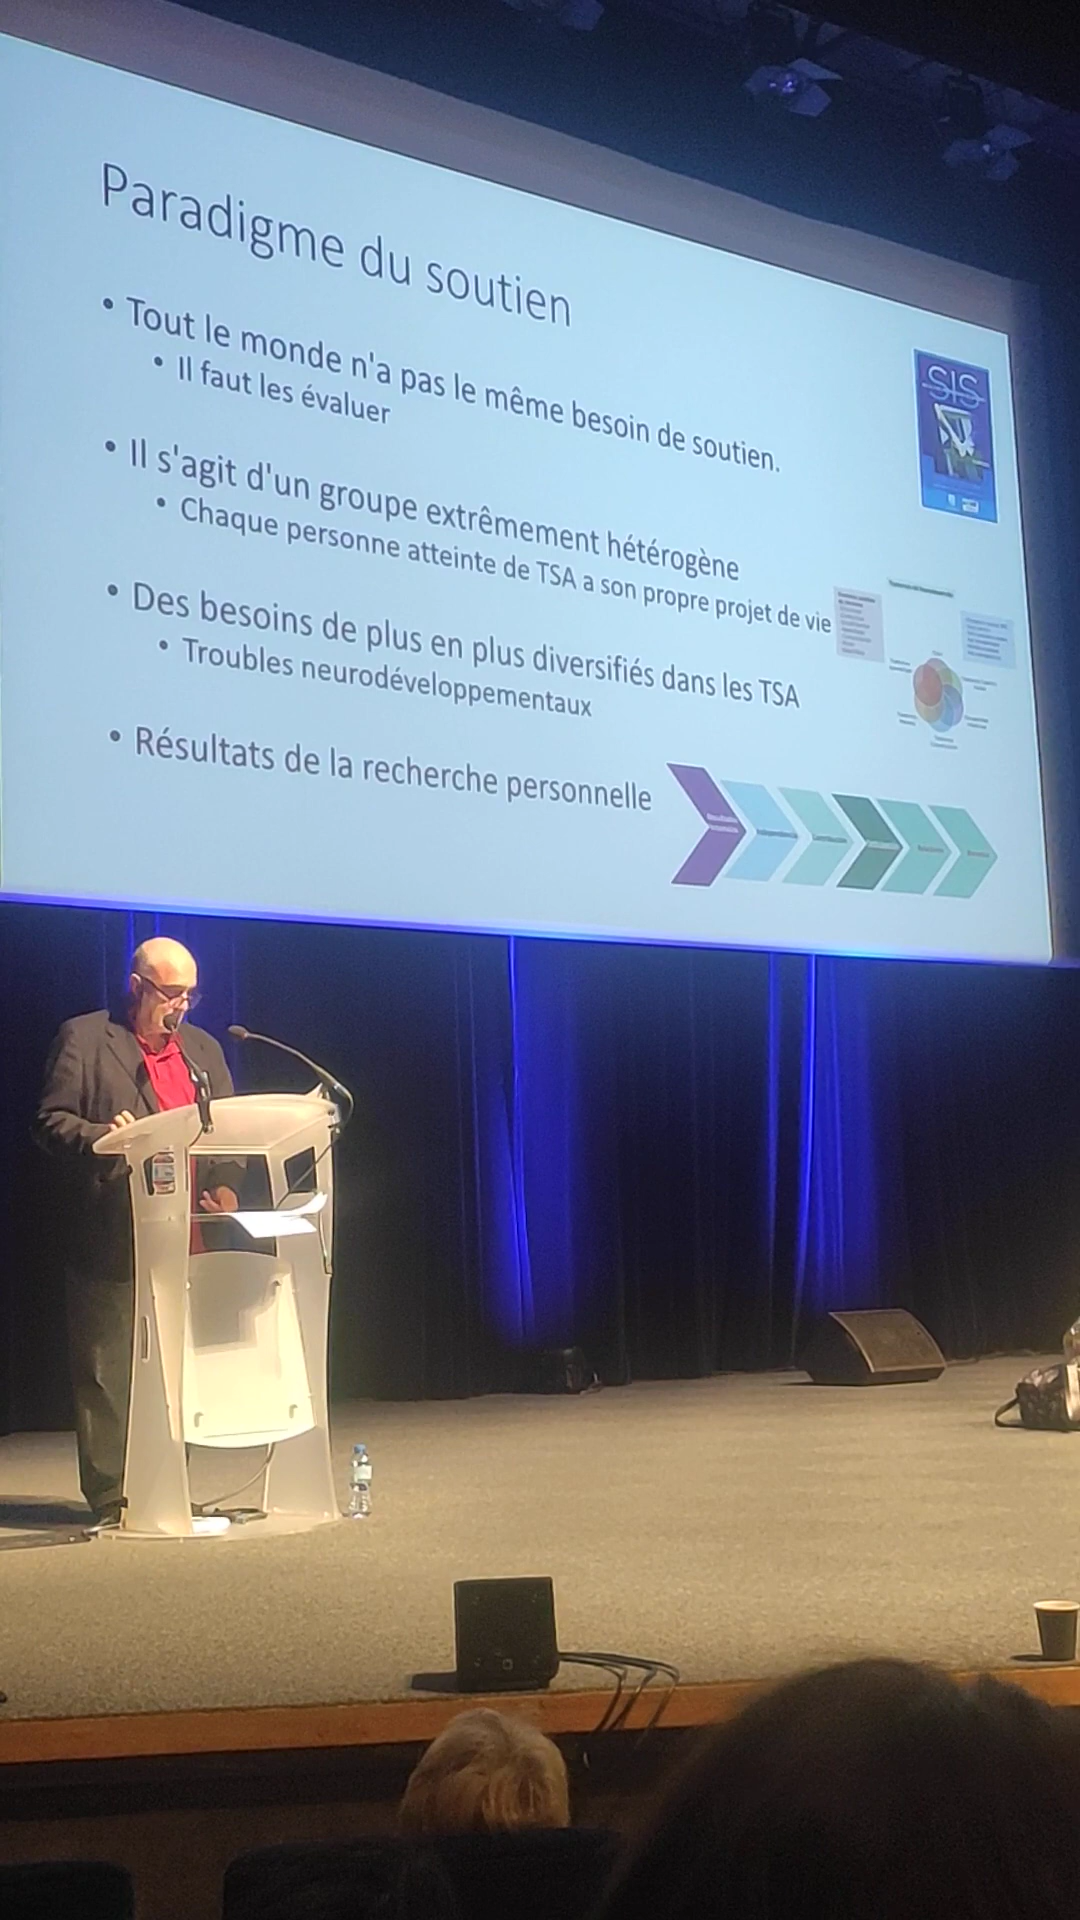 Paradigme du soutien
• Tout le monde n'a pas le même besoin de soutien.
• Il faut les évaluer
• Il s'agit d'un groupe extrêmement hétérogène
• Chaque personne atteinte de TSA a son propre projet de vie
• Des besoins de plus en plus diversifiés dans les TSA
• Troubles neurodéveloppementaux
• Résultats de la recherche personnelle
SIS